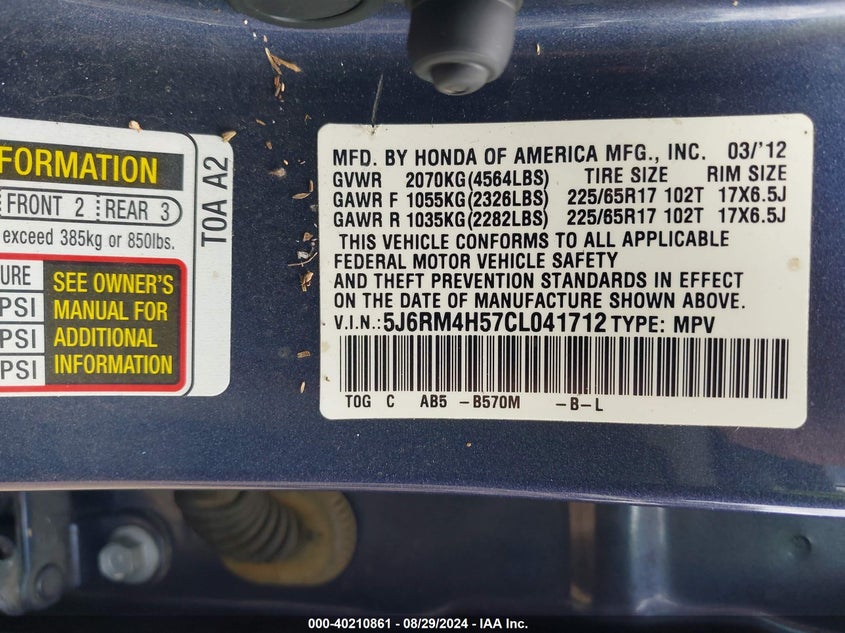 FORMATION
FRONT 2 REAR 3
exceed 385kg or 850lbs.
URE
PSI
PSI
PSI
SEE OWNER'S
MANUAL FOR
ADDITIONAL
INFORMATION
T0A A2
MFD. BY HONDA OF AMERICA MFG., INC. 03/'12
GVWR 2070KG(4564LBS) TIRE SIZE RIM SIZE
GAWR F 1055KG(2326LBS) 225/65R17 102T 17X6.5J
GAWR R 1035KG(2282LBS) 225/65R17 102T 17X6.5J
THIS VEHICLE CONFORMS TO ALL APPLICABLE
FEDERAL MOTOR VEHICLE SAFETY
AND THEFT PREVENTION STANDARDS IN EFFECT
ON THE DATE OF MANUFACTURE SHOWN ABOVE.
V.I.N.:5J6RM4H57CL041712 TYPE: MPV
T0G C AB5 -B570M -B-L
000-40210861 - 08/29/2024 - IAA Inc.